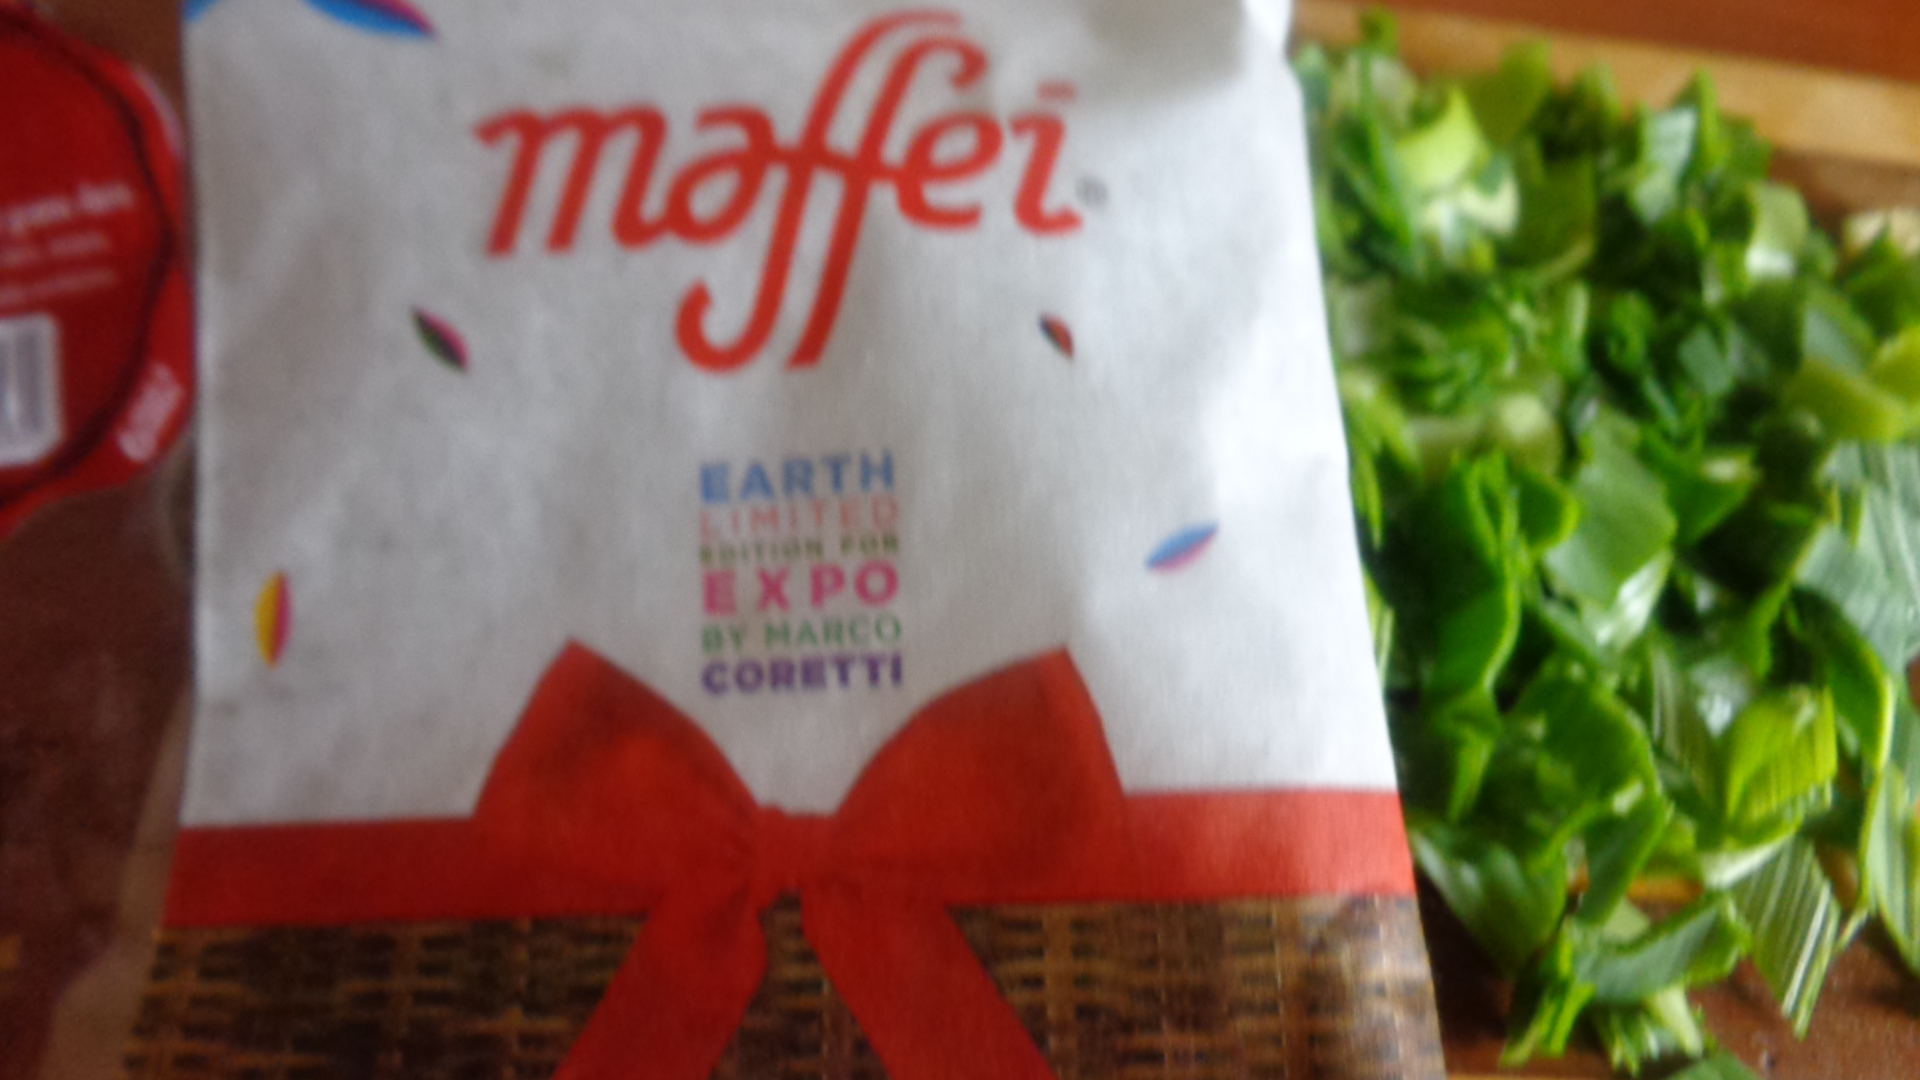 maffei
EARTH
LIMITED
EDITION FOR
EXPO
BY MARCO
CORETTI